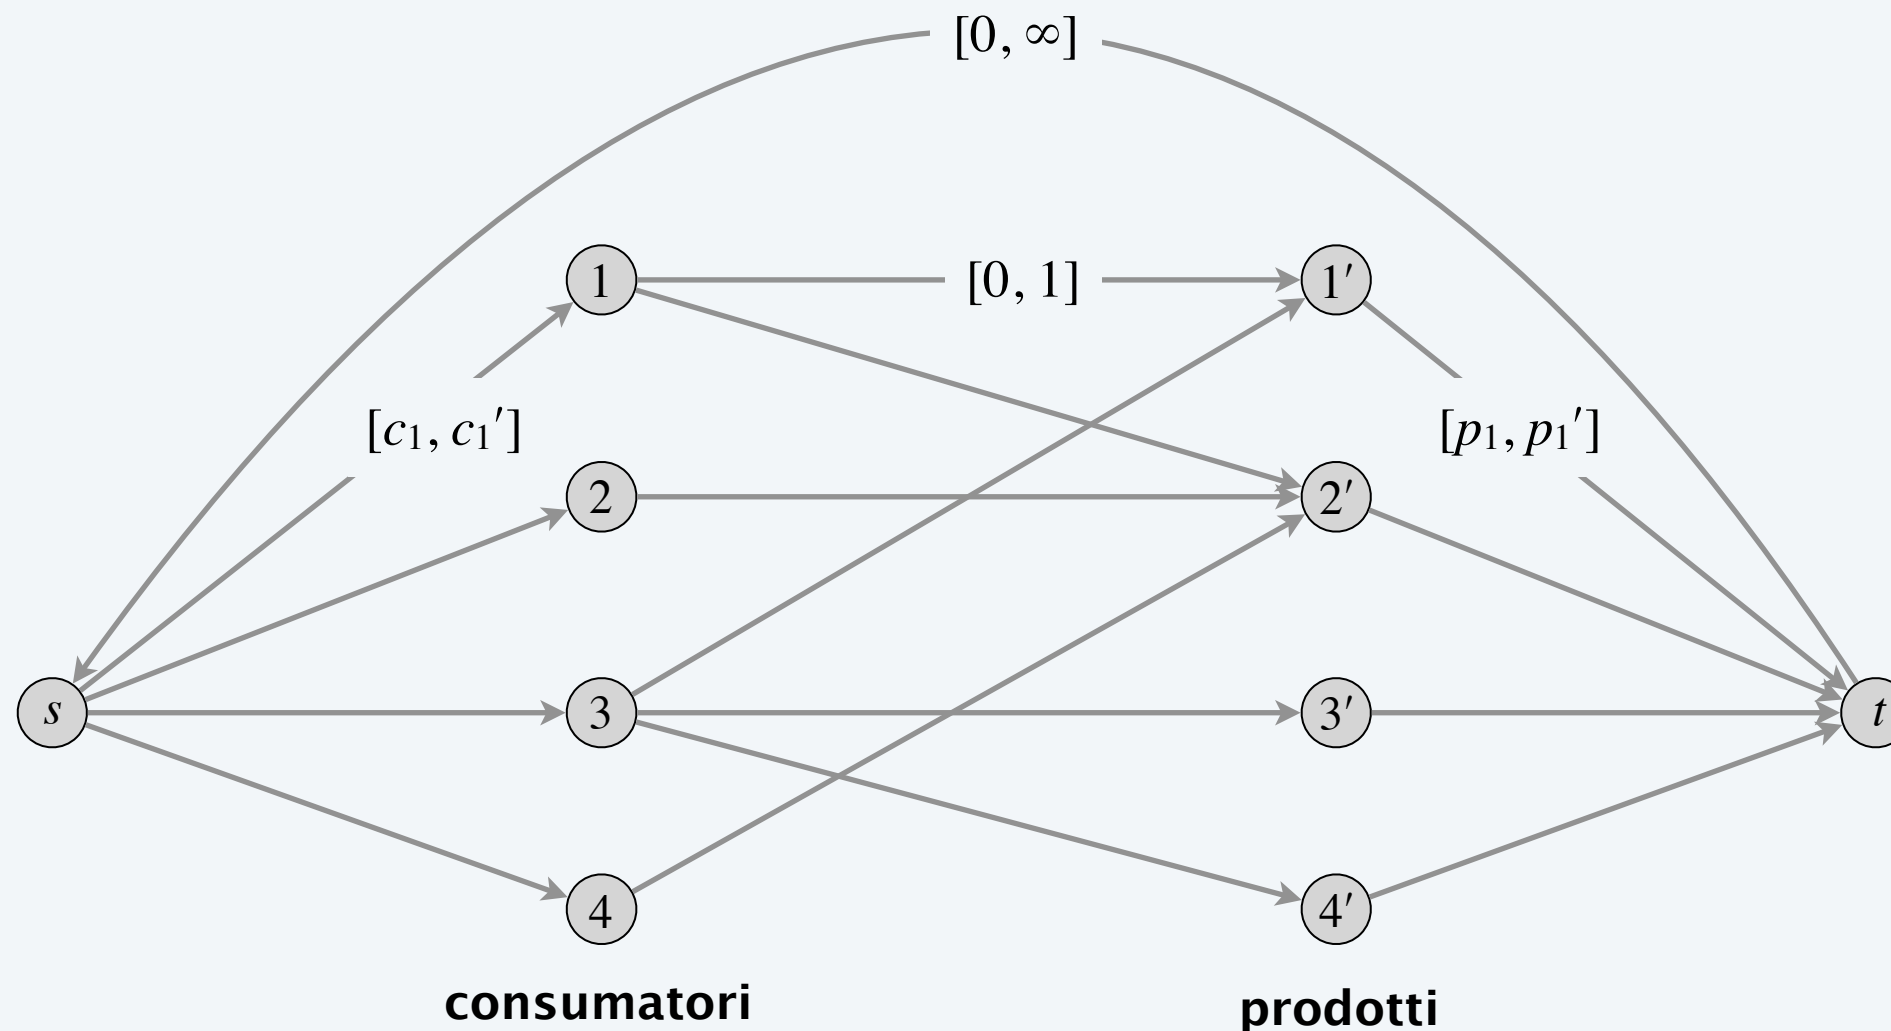 [0, ∞]
1
[0, 1]
1′
[c₁, c₁′]
[p₁, p₁′]
2
2′
s
3
3′
t
4
4′
consumatori
prodotti